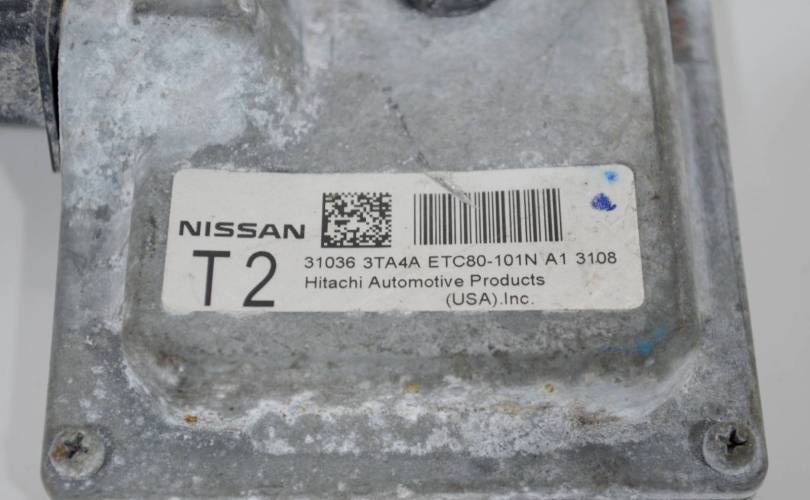 NISSAN
T2
31036 3TA4A ETC80-101N A1 3108
Hitachi Automotive Products
(USA).Inc.